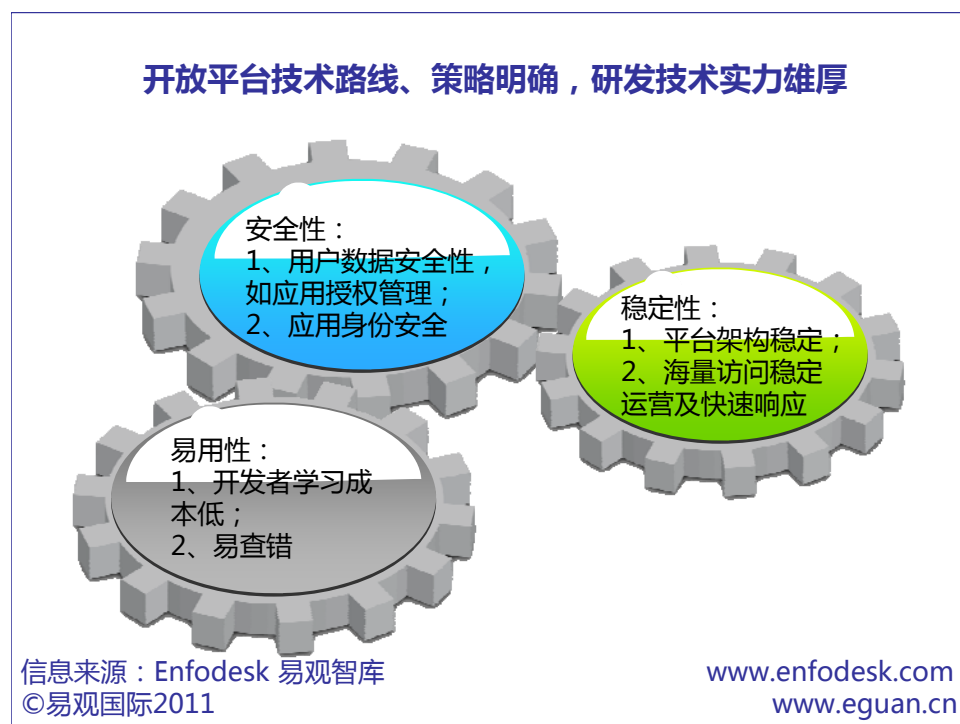 开放平台技术路线、策略明确，研发技术实力雄厚
安全性：
1、用户数据安全性，
如应用授权管理；
2、应用身份安全
稳定性：
1、平台架构稳定；
2、海量访问稳定
运营及快速响应
易用性：
1、开发者学习成
本低；
2、易查错
信息来源：Enfodesk 易观智库
©易观国际2011
www.enfodesk.com
www.eguan.cn